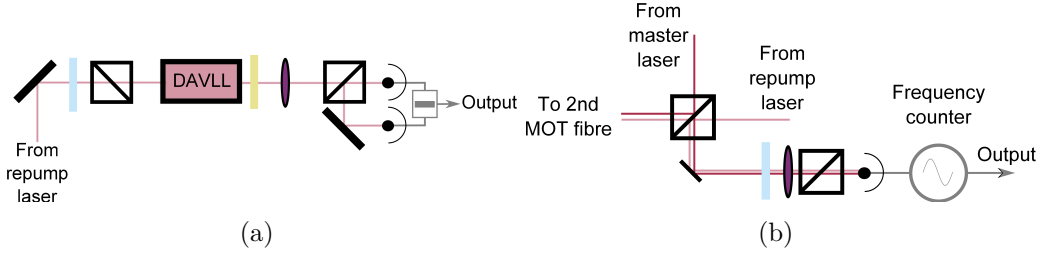 DAVLL
Output
From
repump
laser
(a)
From
master
laser
From
repump
laser
To 2nd
MOT fibre
Frequency
counter
Output
(b)